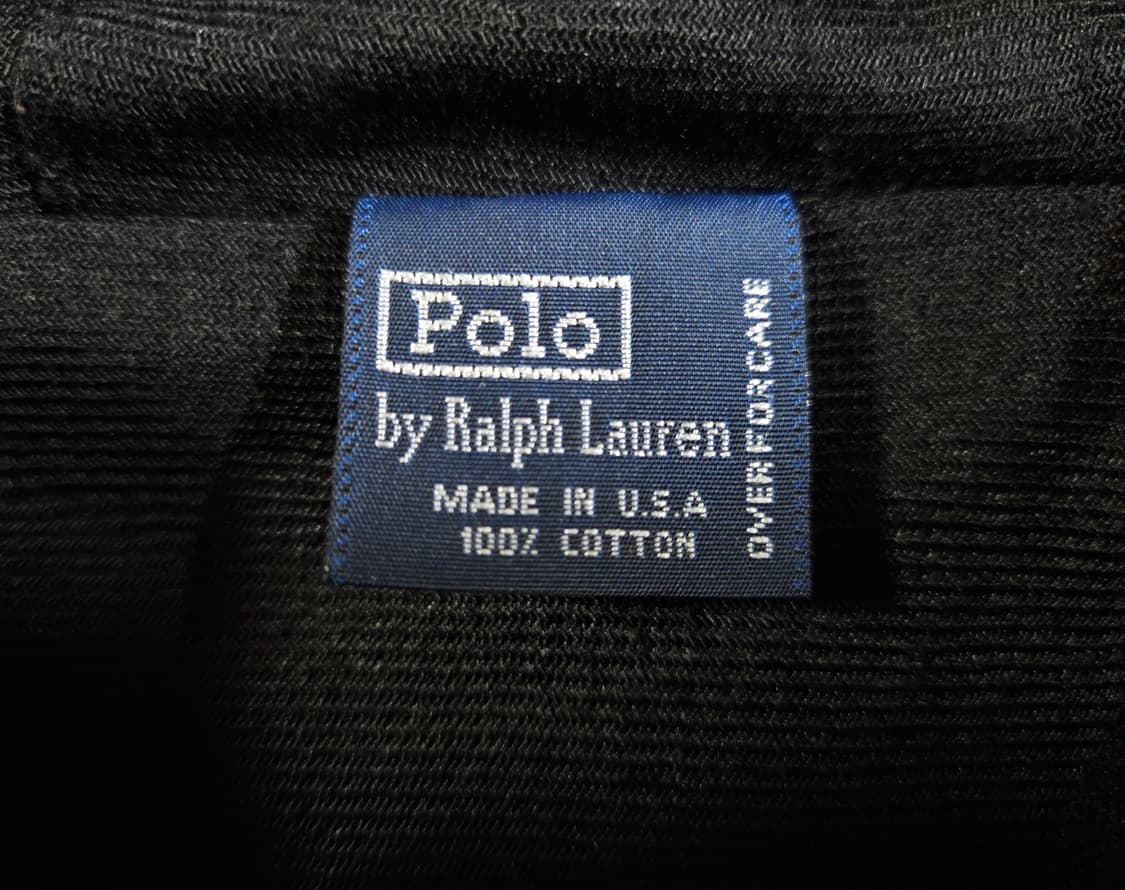 Polo
by Ralph Lauren
MADE IN U.S.A
100% COTTON
OVER FOR CARE